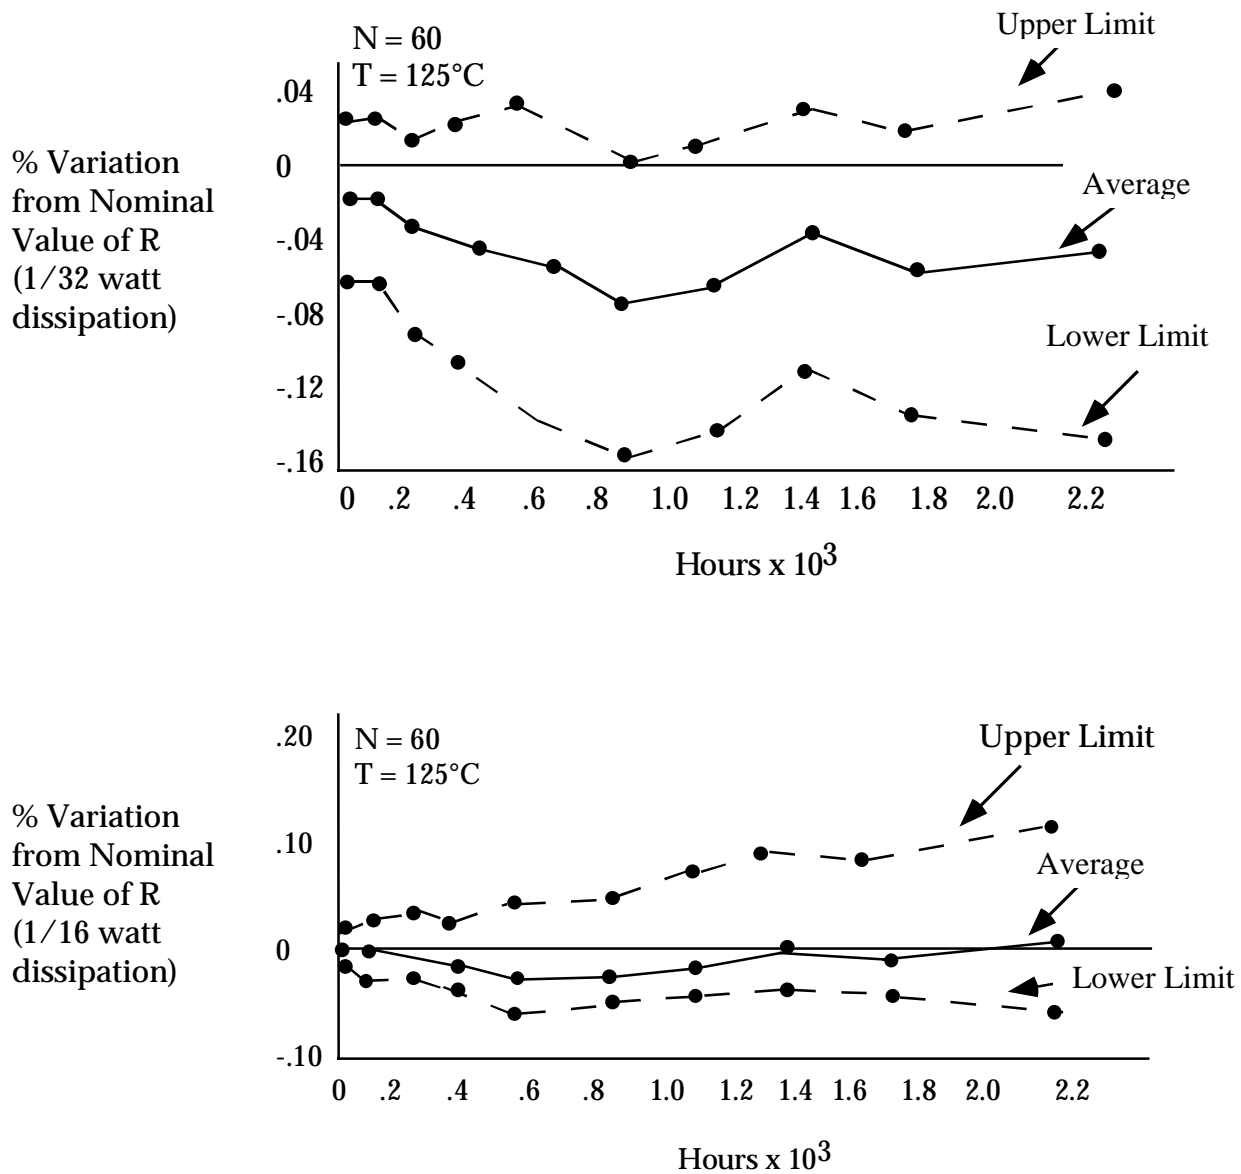 N = 60
T = 125°C
Upper Limit
Average
Lower Limit
% Variation
from Nominal
Value of R
(1/32 watt
dissipation)
.04
0
-.04
-.08
-.12
-.16
0 .2 .4 .6 .8 1.0 1.2 1.4 1.6 1.8 2.0 2.2
Hours x 10³
N = 60
T = 125°C
Upper Limit
Average
Lower Limit
% Variation
from Nominal
Value of R
(1/16 watt
dissipation)
.20
.10
0
-.10
0 .2 .4 .6 .8 1.0 1.2 1.4 1.6 1.8 2.0 2.2
Hours x 10³